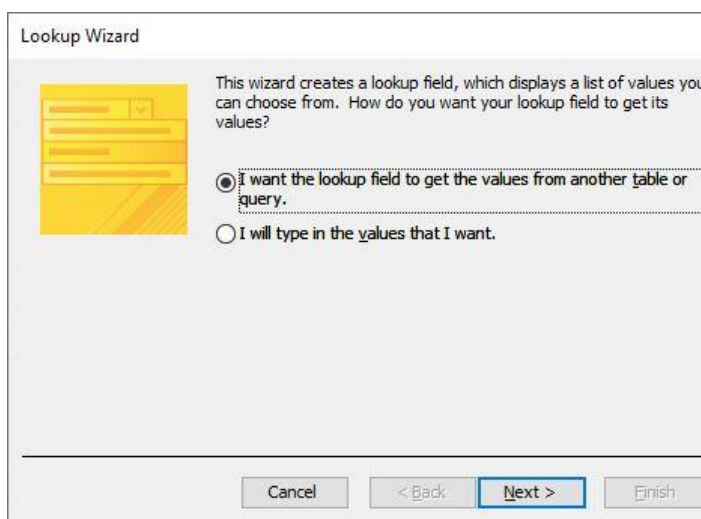 Lookup Wizard
This wizard creates a lookup field, which displays a list of values you
can choose from. How do you want your lookup field to get its
values?
I want the lookup field to get the values from another table or
query.
I will type in the values that I want.
Cancel < Back Next > Finish